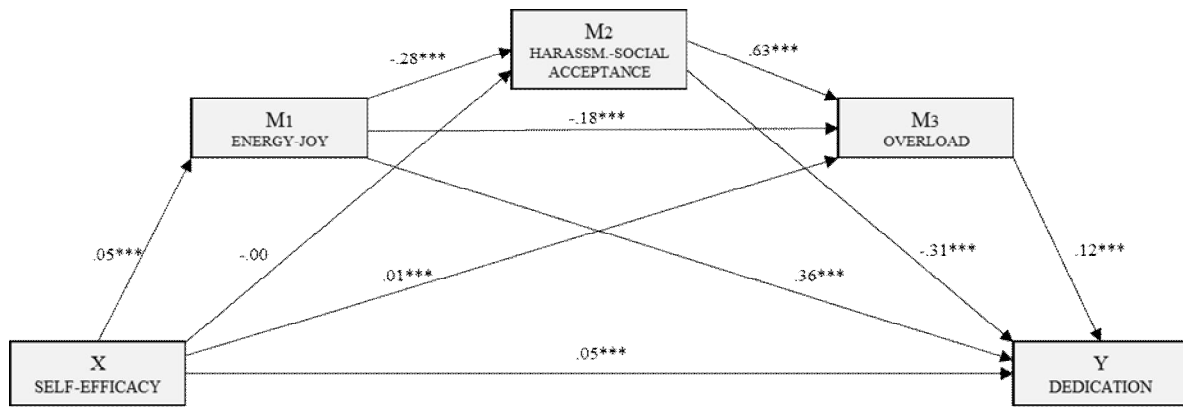 M2
HARASSM.-SOCIAL
ACCEPTANCE
-.28***
.63***
M1
ENERGY-JOY
-.18***
M3
OVERLOAD
.05***
-.00
.01***
.36***
-.31***
.12***
X
SELF-EFFICACY
.05***
Y
DEDICATION